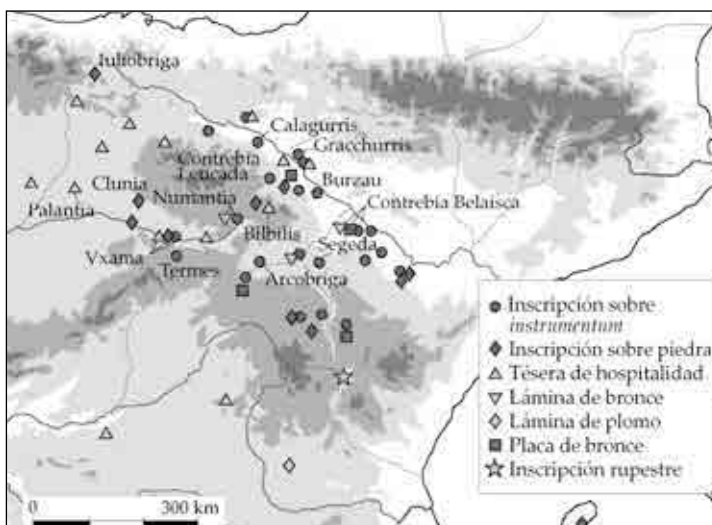 Iuliobriga
Calagurris
Gracchurris
Contrebia
Leucada
Burzau
Clunia
Numantia
Contrebia Belaisca
Palantia
Bilbilis
Segeda
Vxama
Termes
Arcobriga
Inscripción sobre
instrumentum
Inscripción sobre piedra
Tésera de hospitalidad
Lámina de bronce
Lámina de plomo
Placa de bronce
Inscripción rupestre
0 300 km